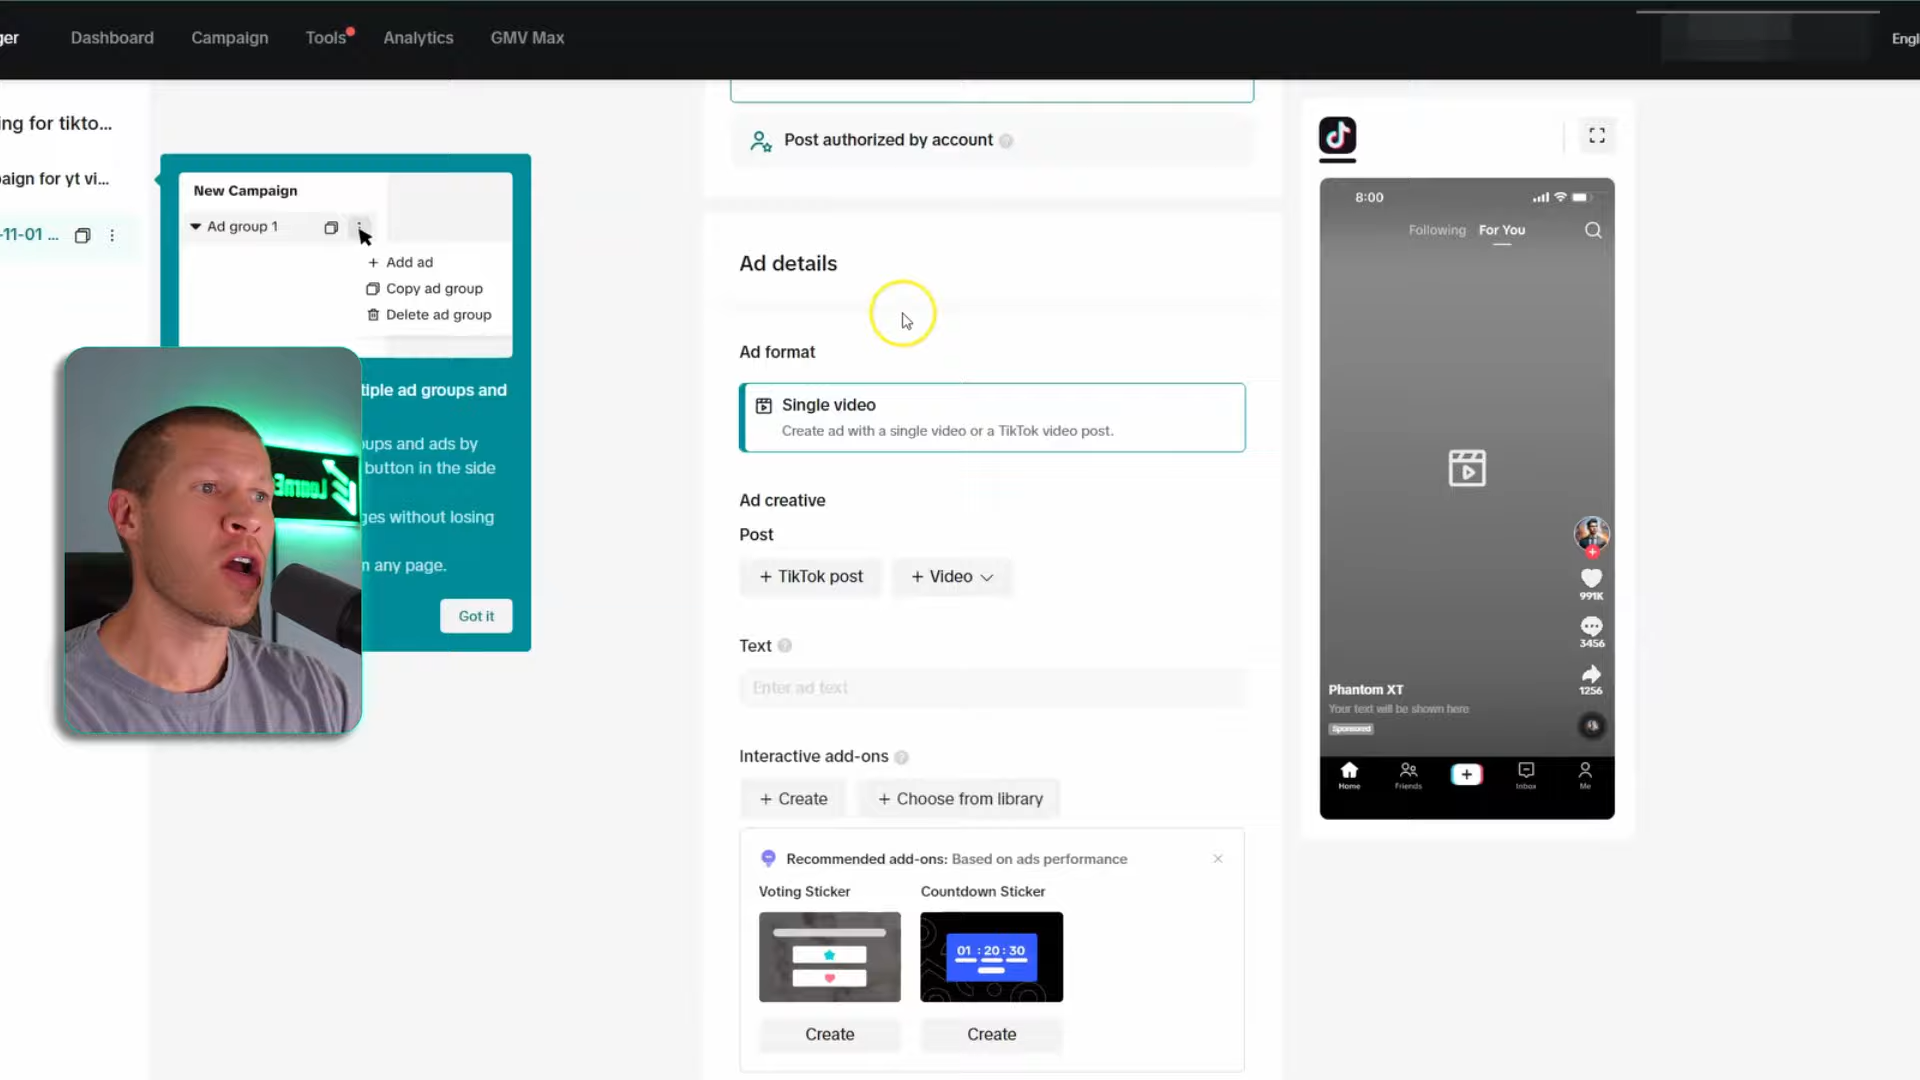 ger
Dashboard
Campaign
Tools
Analytics
GMV Max
Engli
ing for tikto...
aign for yt vi...
-11-01 ...
New Campaign
Ad group 1
+ Add ad
Copy ad group
Delete ad group
tiple ad groups and
ups and ads by
button in the side
ges without losing
n any page.
Got it
Post authorized by account
Ad details
Ad format
Single video
Create ad with a single video or a TikTok video post.
Ad creative
Post
+ TikTok post
+ Video
Text
Enter ad text
Interactive add-ons
+ Create
+ Choose from library
Recommended add-ons: Based on ads performance
Voting Sticker
Countdown Sticker
01 : 20 : 30
Create
Create
8:00
Following
For You
991K
3456
1256
Phantom XT
Your text will be shown here
Sponsored
Home
Friends
Inbox
Me